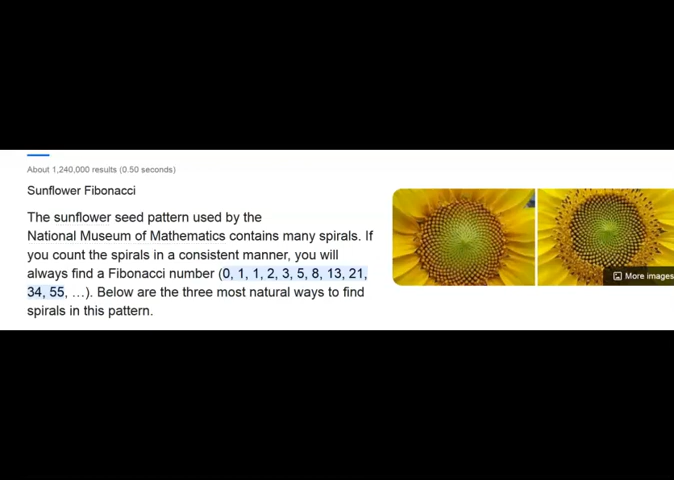 About 1,240,000 results (0.50 seconds)
Sunflower Fibonacci
The sunflower seed pattern used by the
National Museum of Mathematics contains many spirals. If
you count the spirals in a consistent manner, you will
always find a Fibonacci number (0, 1, 1, 2, 3, 5, 8, 13, 21,
34, 55, …). Below are the three most natural ways to find
spirals in this pattern.
More images